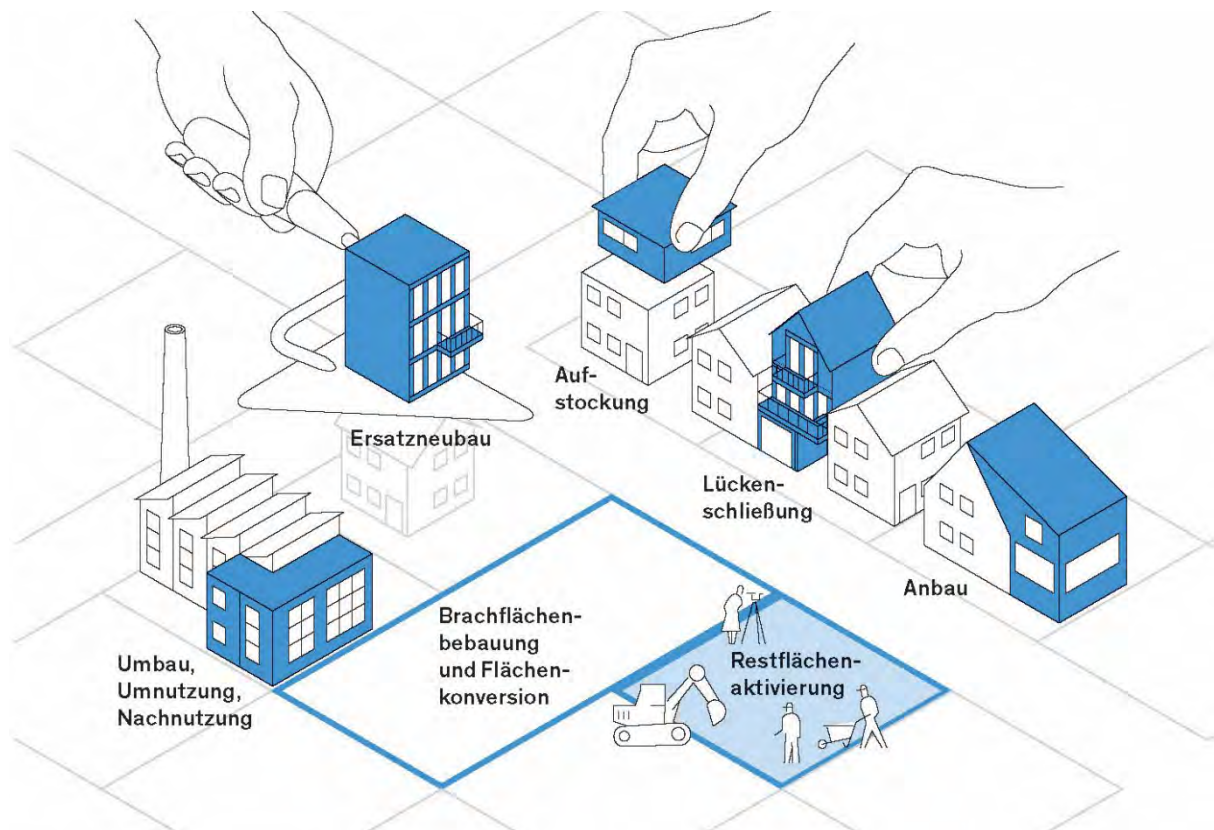 Auf-
stockung
Ersatzneubau
Lücken-
schließung
Anbau
Brachflächen-
bebauung
und Flächen-
konversion
Restflächen-
aktivierung
Umbau,
Umnutzung,
Nachnutzung